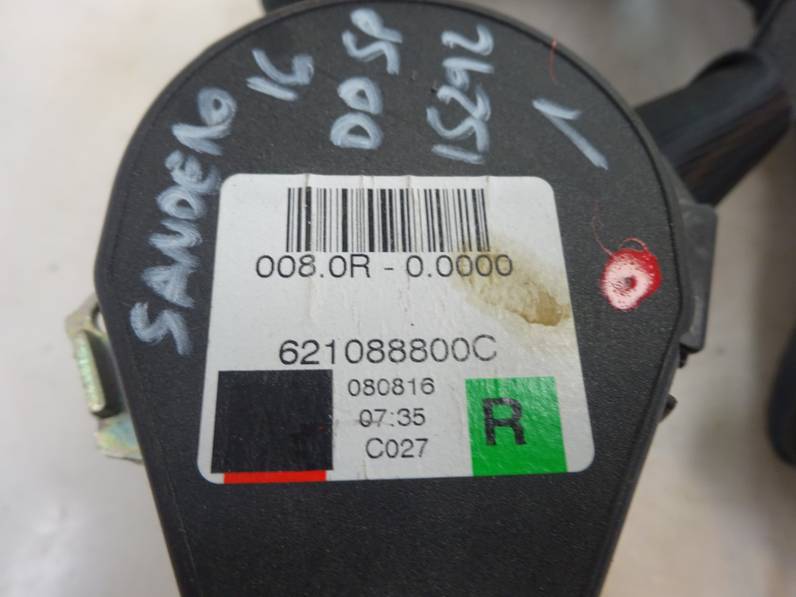 SANDERO
16
DD SP
15292
008.0R - 0.0000
621088800C
080816
07:35
C027
R